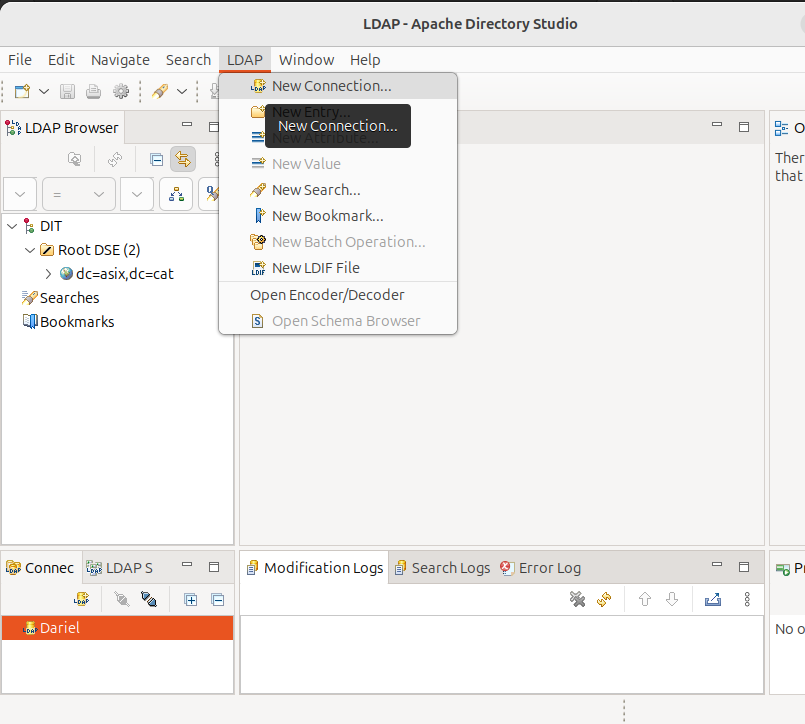 LDAP - Apache Directory Studio
File Edit Navigate Search LDAP Window Help
New Connection...
New Entry...
New Connection...
New Attribute...
New Value
New Search...
New Bookmark...
New Batch Operation...
New LDIF File
Open Encoder/Decoder
Open Schema Browser
LDAP Browser
=
DIT
Root DSE (2)
dc=asix,dc=cat
Searches
Bookmarks
O
Ther
that
Connec LDAP S
Dariel
Modification Logs Search Logs Error Log
Pr
No o